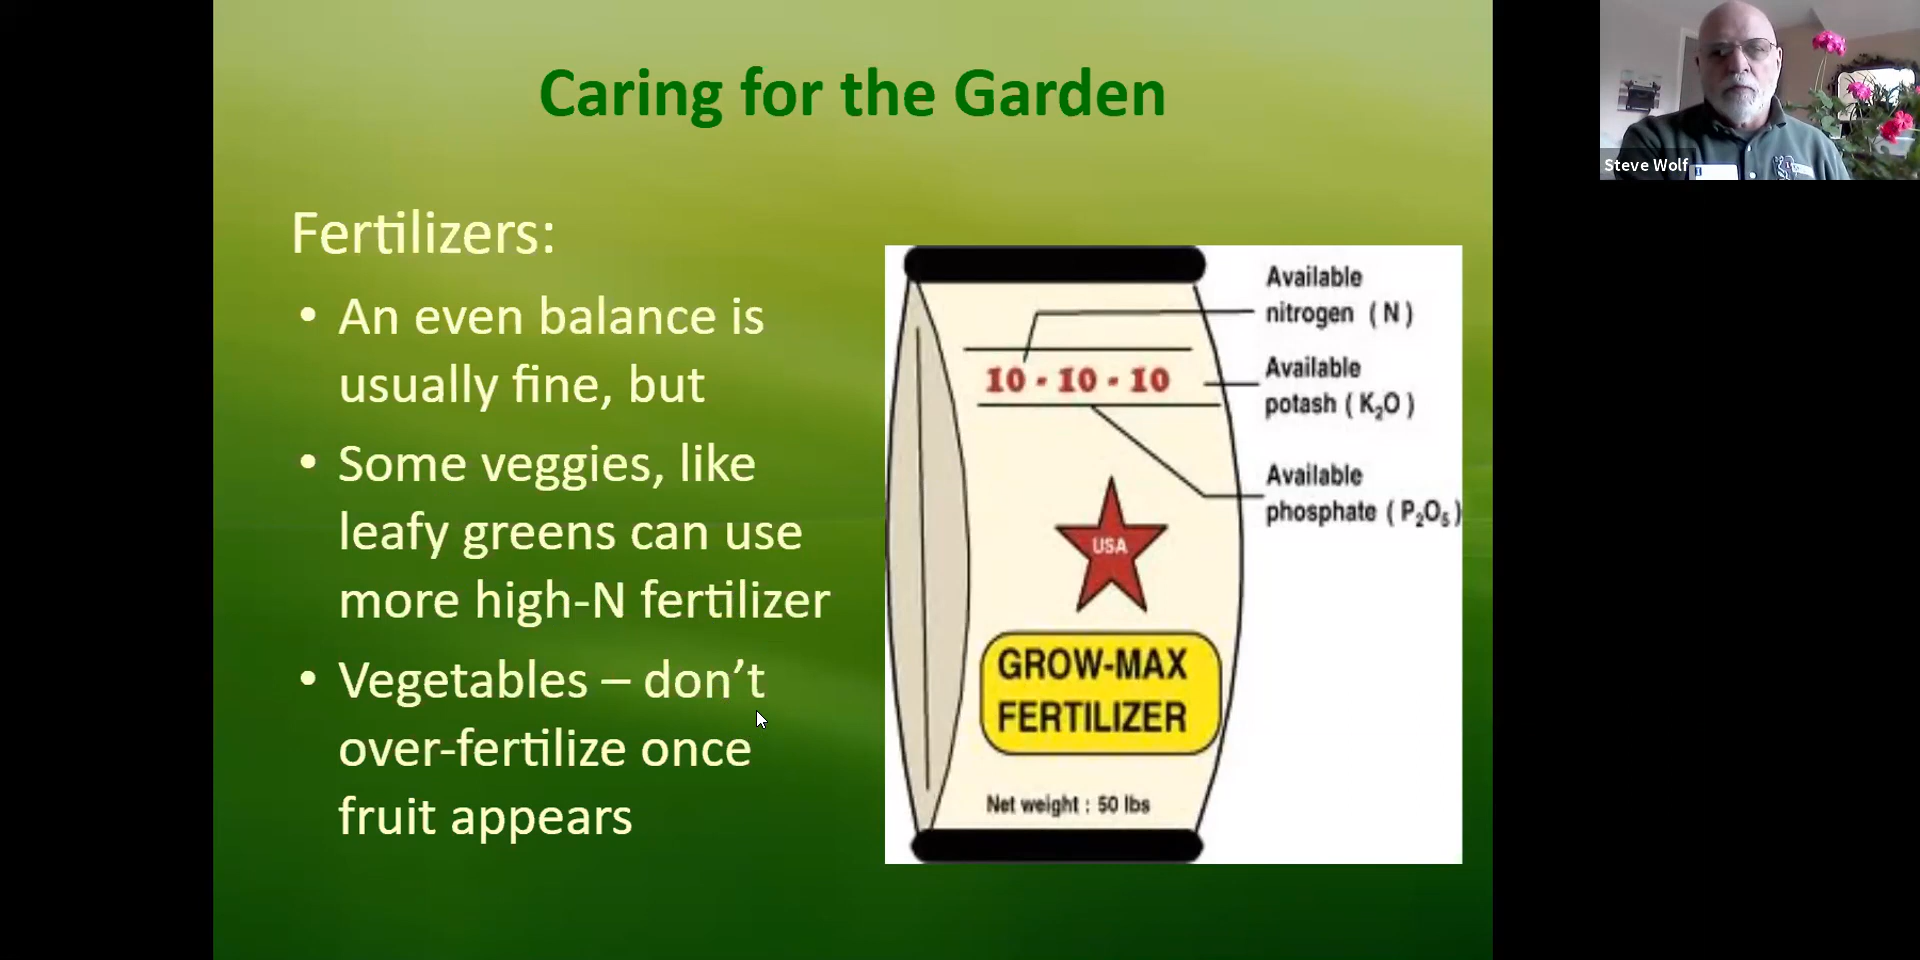 Caring for the Garden
Fertilizers:
• An even balance is
usually fine, but
• Some veggies, like
leafy greens can use
more high-N fertilizer
• Vegetables – don’t
over-fertilize once
fruit appears
Available
nitrogen ( N )
10 - 10 - 10
Available
potash ( K₂O )
Available
phosphate ( P₂O₅ )
USA
GROW-MAX
FERTILIZER
Net weight : 50 lbs
Steve Wolf